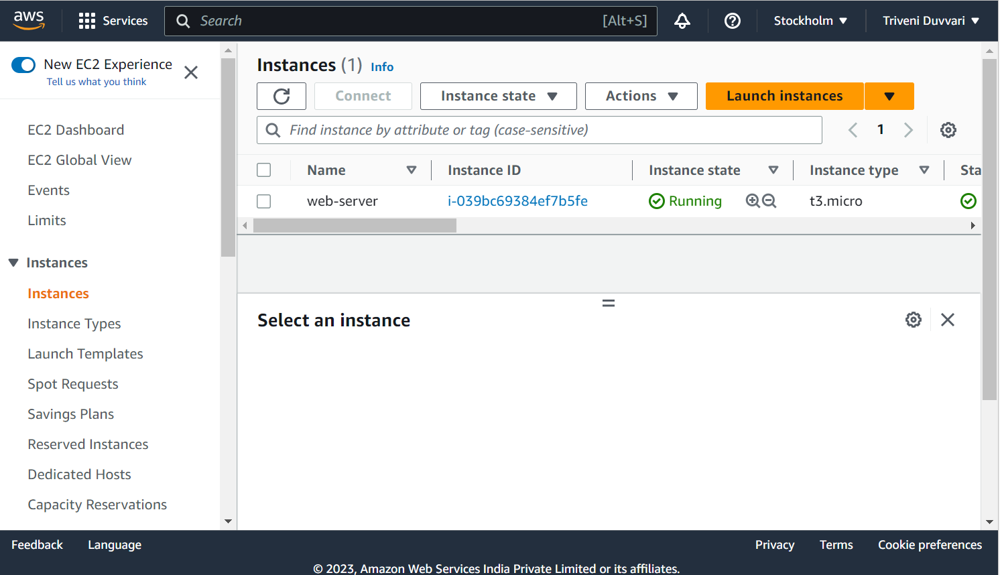 aws
Services
Search
[Alt+S]
Stockholm
Triveni Duvvari
New EC2 Experience
Tell us what you think
EC2 Dashboard
EC2 Global View
Events
Limits
Instances
Instances
Instance Types
Launch Templates
Spot Requests
Savings Plans
Reserved Instances
Dedicated Hosts
Capacity Reservations
Instances (1) Info
Connect
Instance state
Actions
Launch instances
Find instance by attribute or tag (case-sensitive)
1
Name
Instance ID
Instance state
Instance type
Sta
web-server
i-039bc69384ef7b5fe
Running
t3.micro
Select an instance
Feedback
Language
Privacy
Terms
Cookie preferences
© 2023, Amazon Web Services India Private Limited or its affiliates.